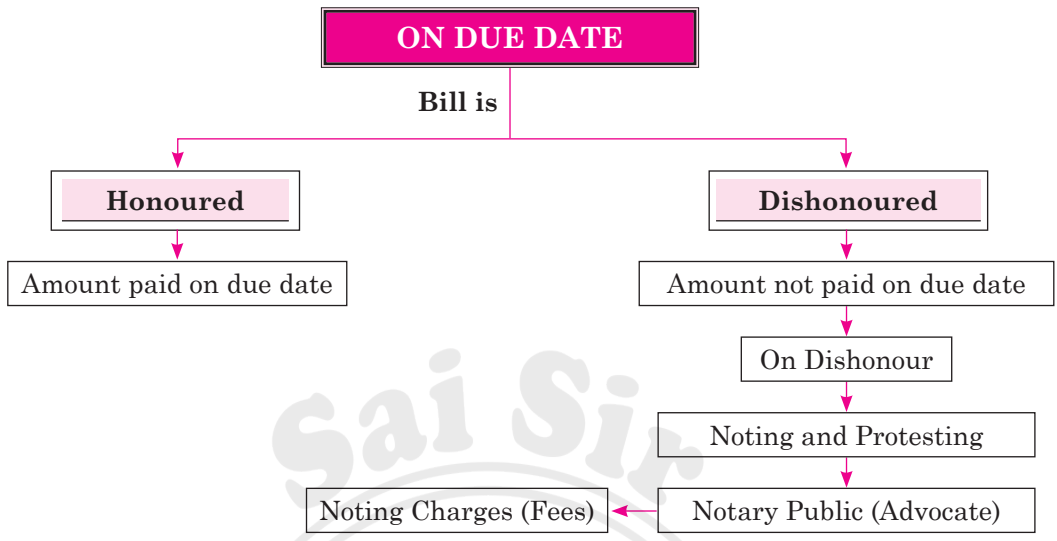 ON DUE DATE
Bill is
Honoured
Dishonoured
Amount paid on due date
Amount not paid on due date
On Dishonour
Noting and Protesting
Noting Charges (Fees)
Notary Public (Advocate)
Sai Sir